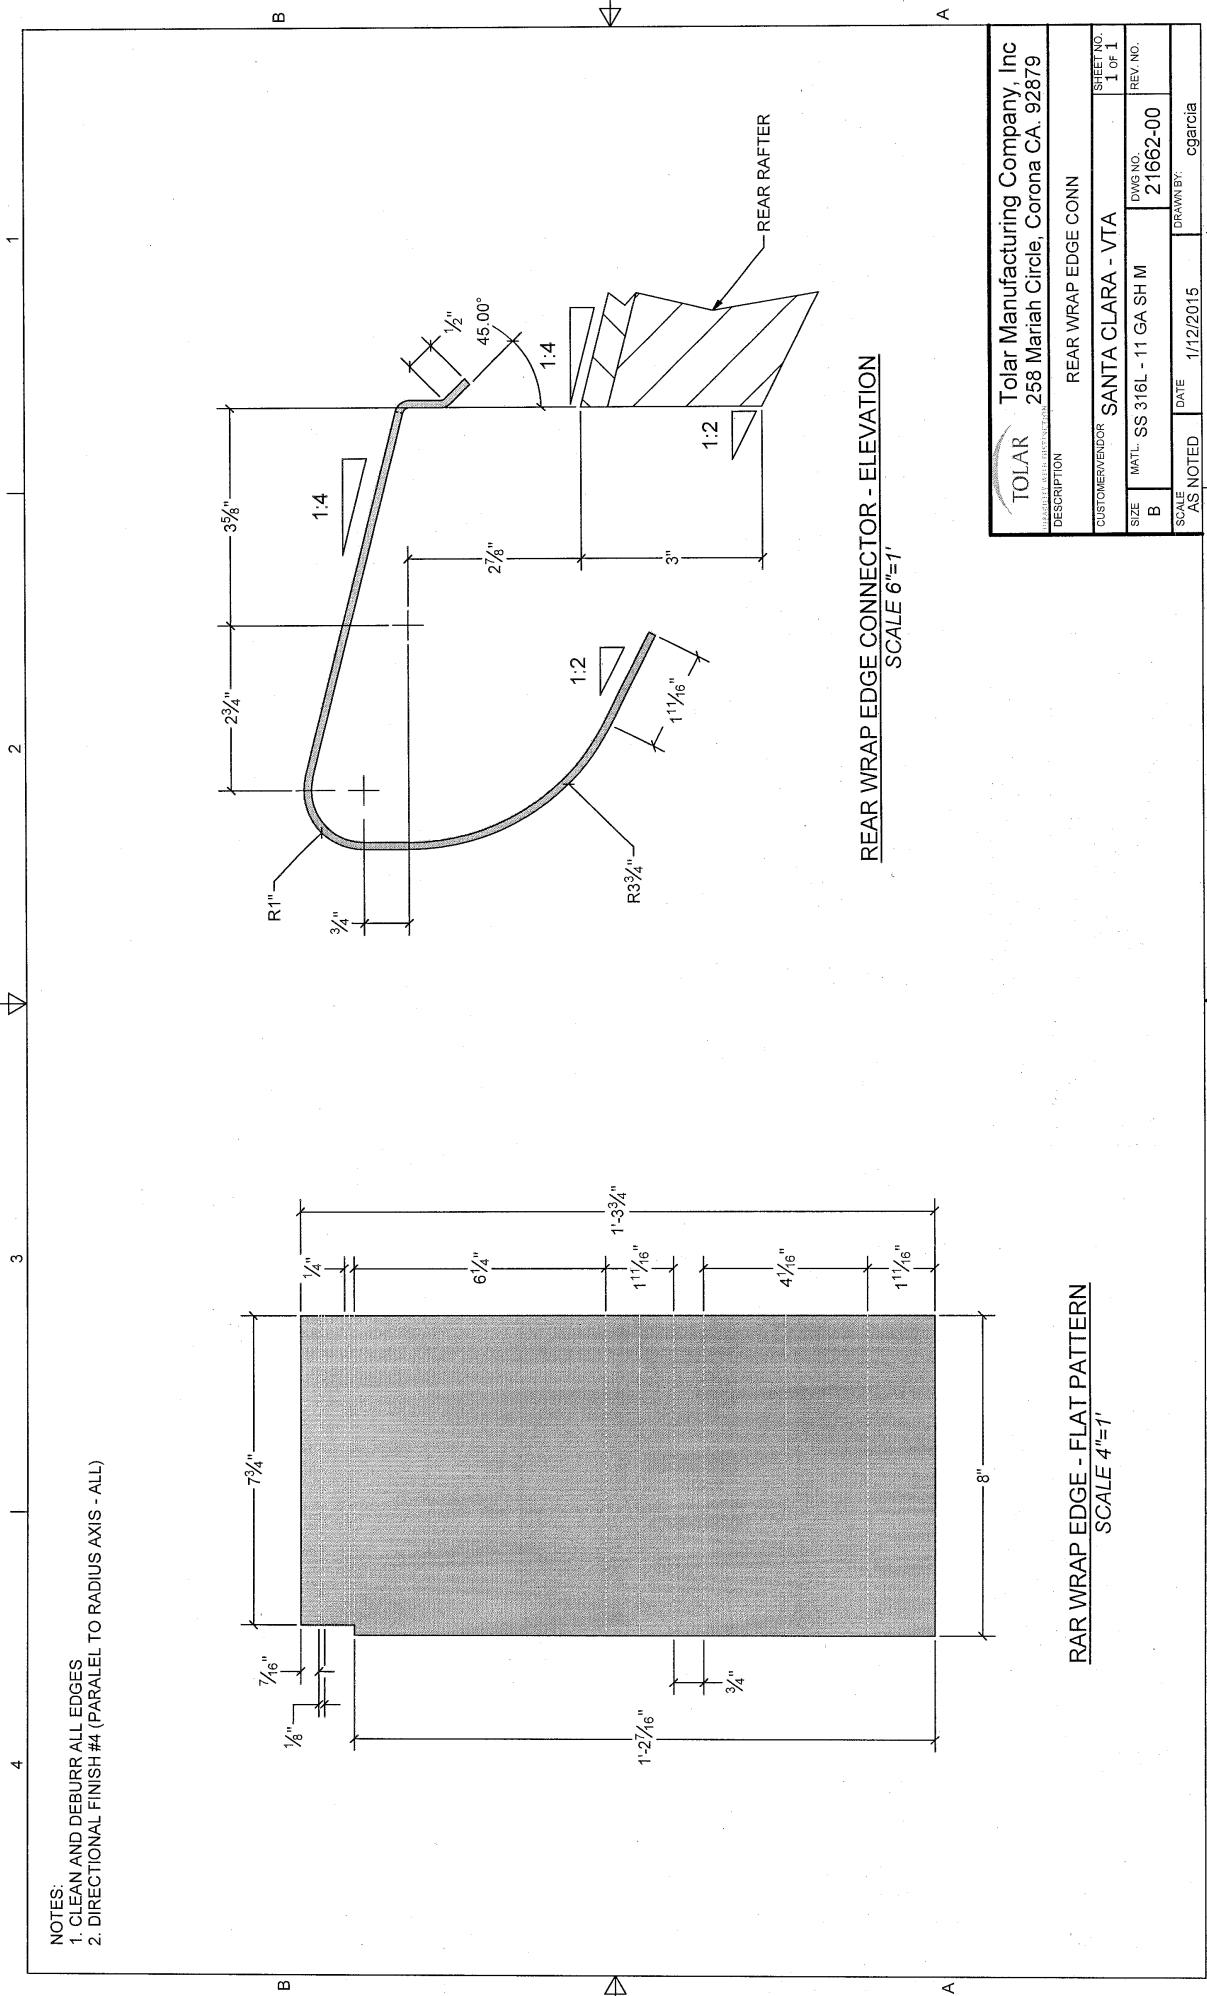 NOTES:
1. CLEAN AND DEBURR ALL EDGES
2. DIRECTIONAL FINISH #4 (PARALEL TO RADIUS AXIS - ALL)
4
3
2
1
B
A
B
A
7¾"
7⁄16"
⅛"
¼"
6¼"
1 11⁄16"
4 1⁄16"
1 11⁄16"
1'-3¾"
¾"
1'-2 7⁄16"
8"
RAR WRAP EDGE - FLAT PATTERN
SCALE 4"=1'
2¾"
3⅝"
R1"
¾"
1:4
½"
45.00°
2⅞"
3"
1:4
1:2
1:2
1 11⁄16"
R3¾"
REAR RAFTER
REAR WRAP EDGE CONNECTOR - ELEVATION
SCALE 6"=1'
TOLAR
Tolar Manufacturing Company, Inc
258 Mariah Circle, Corona CA. 92879
DESCRIPTION
REAR WRAP EDGE CONN
CUSTOMER/VENDOR
SANTA CLARA - VTA
SHEET NO.
1 OF 1
SIZE
B
MATL.
SS 316L - 11 GA SH M
DWG NO.
21662-00
REV. NO.
SCALE
AS NOTED
DATE
1/12/2015
DRAWN BY:
cgarcia